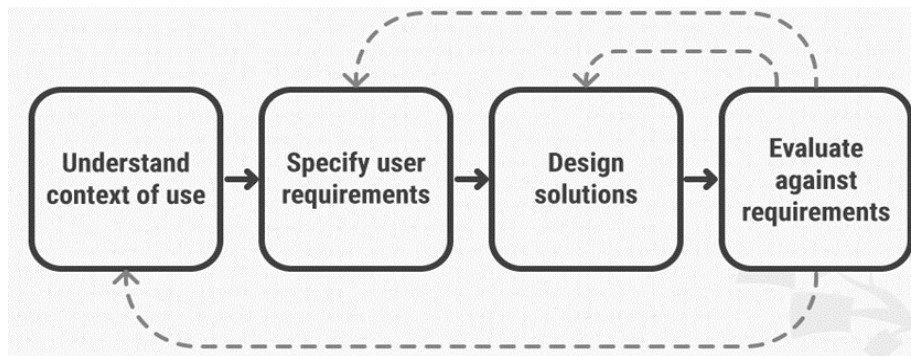 Understand
context of use
Specify user
requirements
Design
solutions
Evaluate
against
requirements